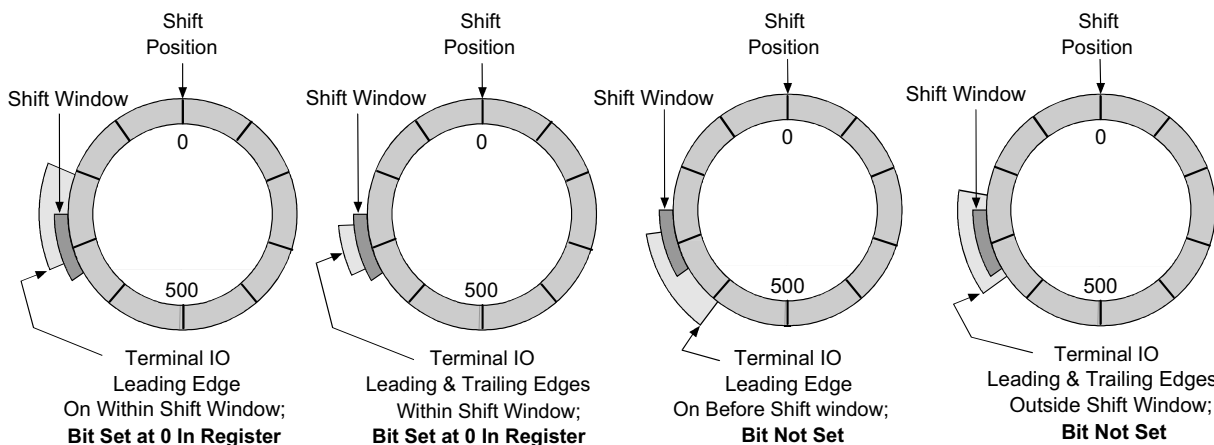 Shift
Position
Shift Window
0
500
Terminal IO
Leading Edge
On Within Shift Window;
Bit Set at 0 In Register
Shift
Position
Shift Window
0
500
Terminal IO
Leading & Trailing Edges
Within Shift Window;
Bit Set at 0 In Register
Shift
Position
Shift Window
0
500
Terminal IO
Leading Edge
On Before Shift window;
Bit Not Set
Shift
Position
Shift Window
0
500
Terminal IO
Leading & Trailing Edges
Outside Shift Window;
Bit Not Set